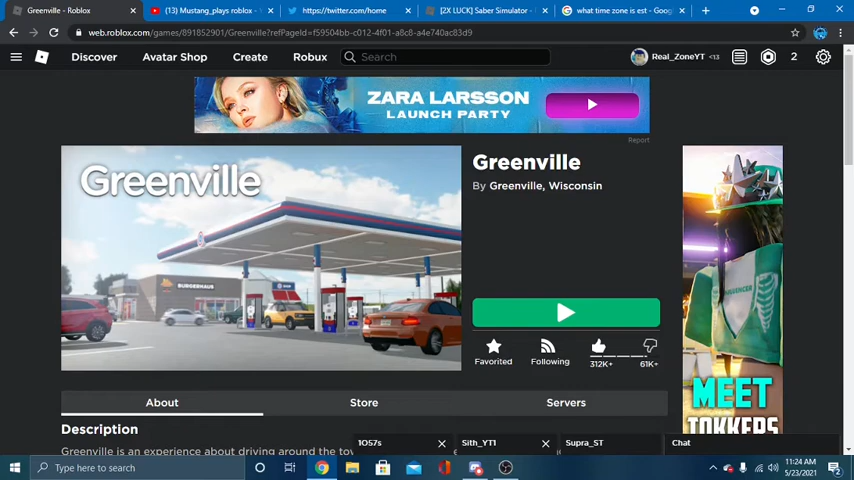 Greenville - Roblox
(13) Mustang_plays roblox -
https://twitter.com/home
[2X LUCK] Saber Simulator -
what time zone is est - Goog
web.roblox.com/games/891852901/Greenville?refPageId=f59504bb-c012-4f01-a8c8-a4e740ac83d9
Discover
Avatar Shop
Create
Robux
Search
Real_ZoneYT <13
2
ZARA LARSSON
LAUNCH PARTY
Report
Greenville
BURGERHAUS
Greenville
By Greenville, Wisconsin
Favorited
Following
312K+
61K+
MEET
TOKKERS
About
Store
Servers
Description
Greenville is an experience about driving around the tow
1O57s
Sith_YT1
Supra_ST
Chat
Type here to search
11:24 AM
5/23/2021
2